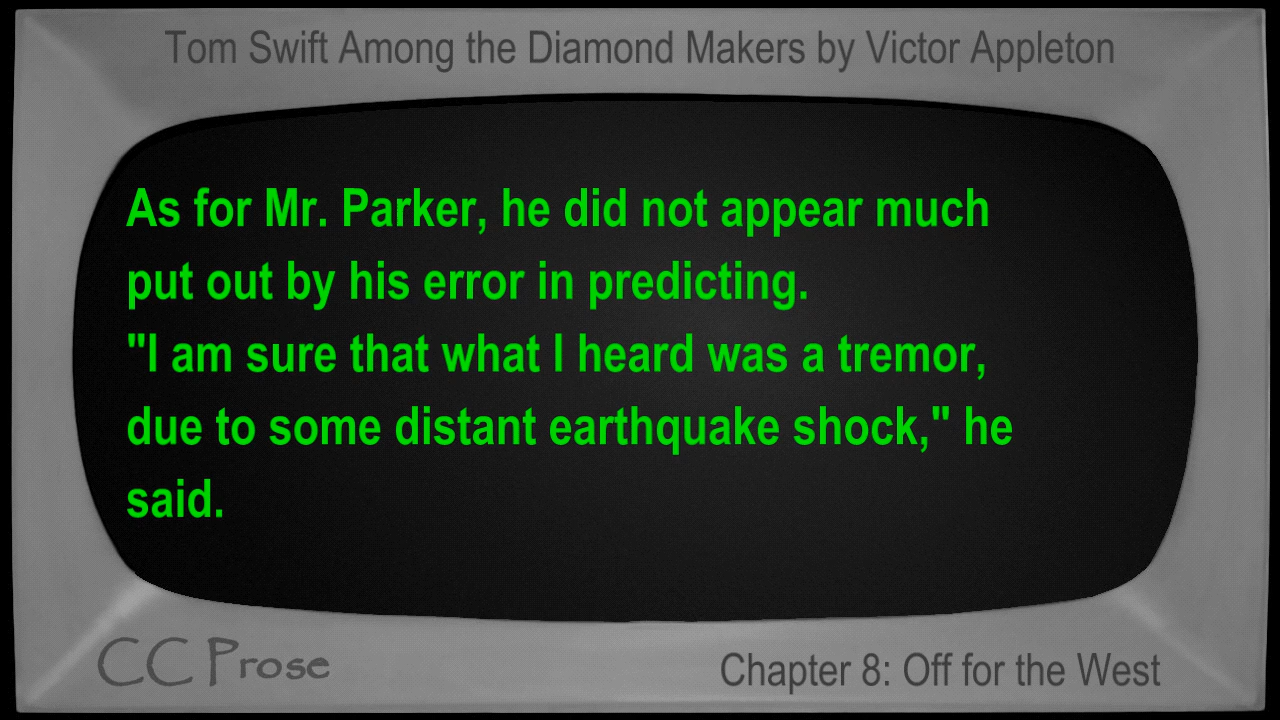 Tom Swift Among the Diamond Makers by Victor Appleton
As for Mr. Parker, he did not appear much
put out by his error in predicting.
"I am sure that what I heard was a tremor,
due to some distant earthquake shock," he
said.
CC Prose
Chapter 8: Off for the West